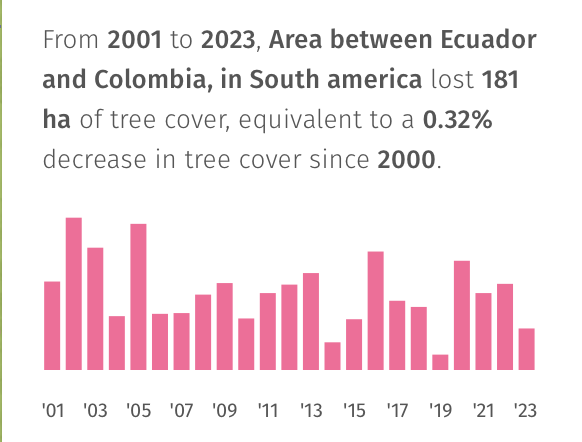 From 2001 to 2023, Area between Ecuador
and Colombia, in South america lost 181
ha of tree cover, equivalent to a 0.32%
decrease in tree cover since 2000.
'01 '03 '05 '07 '09 '11 '13 '15 '17 '19 '21 '23